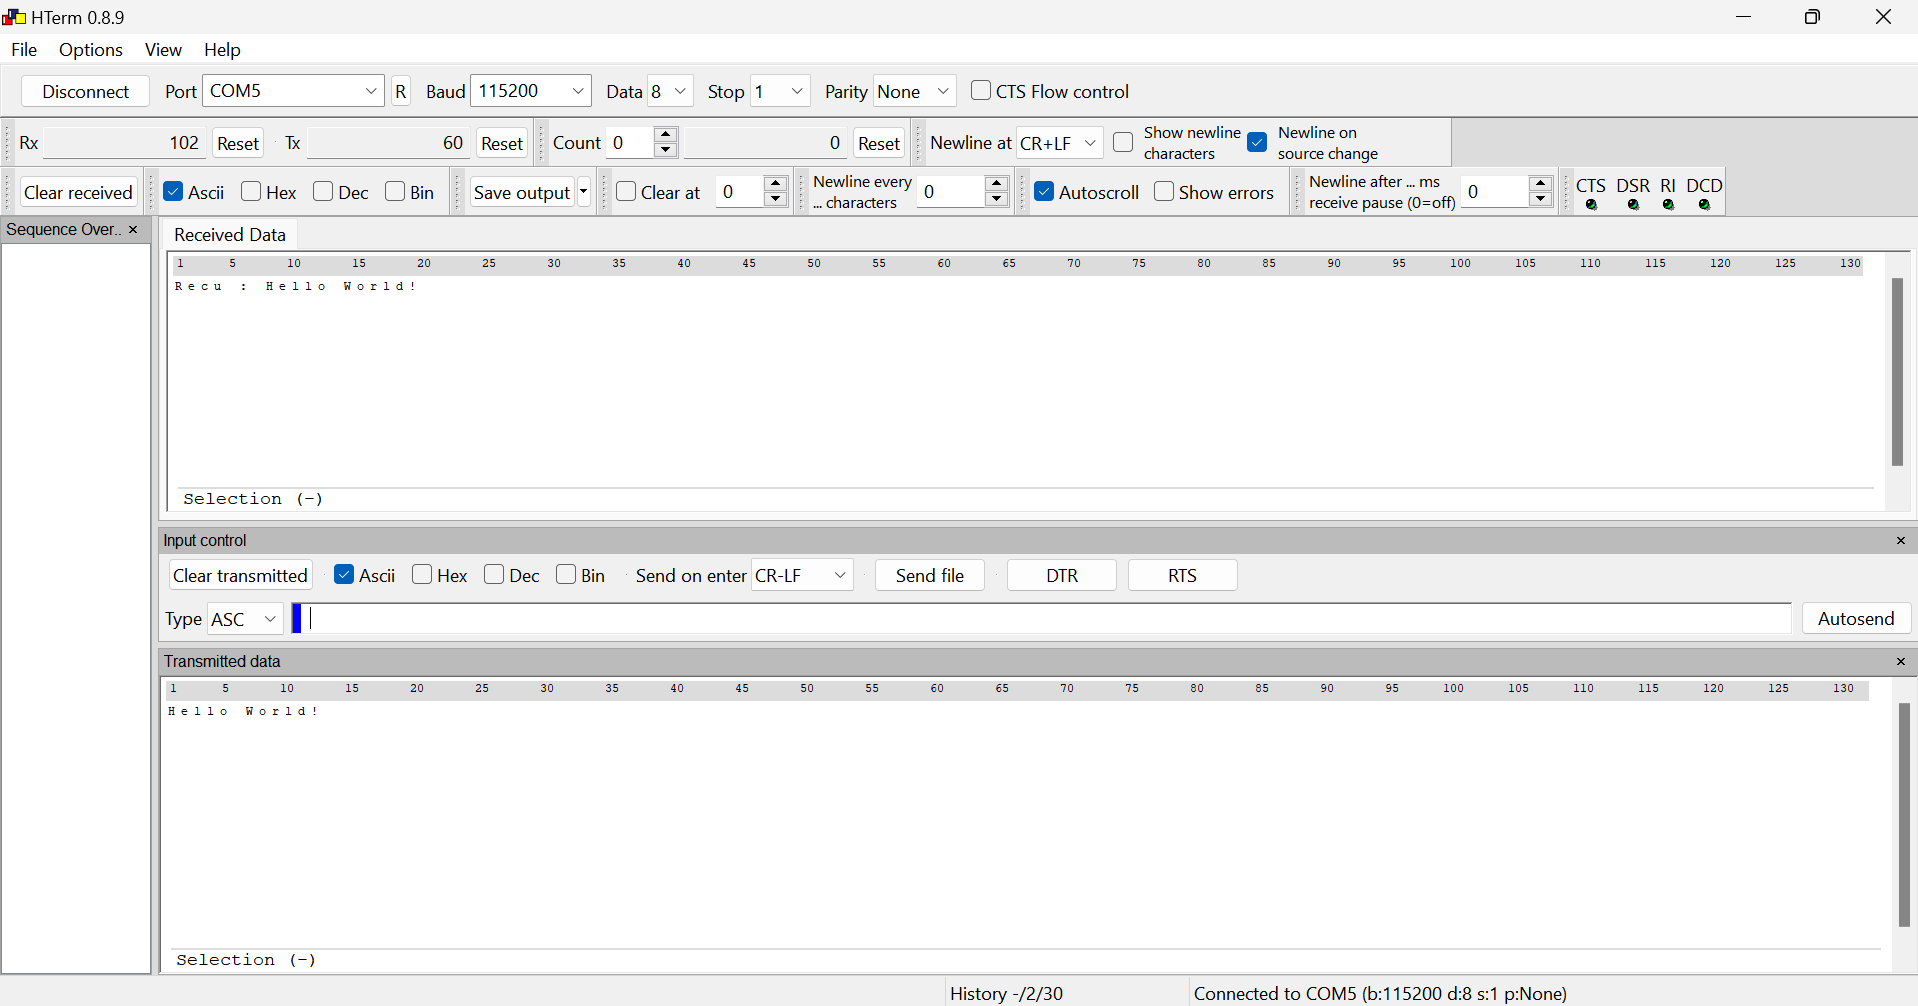 HTerm 0.8.9
File Options View Help
Disconnect Port COM5 R Baud 115200 Data 8 Stop 1 Parity None CTS Flow control
Rx 102 Reset Tx 60 Reset Count 0 0 Reset Newline at CR+LF Show newline characters Newline on source change
Clear received Ascii Hex Dec Bin Save output Clear at 0 Newline every ... characters 0 Autoscroll Show errors Newline after ... ms receive pause (0=off) 0 CTS DSR RI DCD
Sequence Over.. ×
Received Data
1 5 10 15 20 25 30 35 40 45 50 55 60 65 70 75 80 85 90 95 100 105 110 115 120 125 130
Recu : Hello World!
Selection (-)
Input control ×
Clear transmitted Ascii Hex Dec Bin Send on enter CR-LF Send file DTR RTS
Type ASC Autosend
Transmitted data ×
1 5 10 15 20 25 30 35 40 45 50 55 60 65 70 75 80 85 90 95 100 105 110 115 120 125 130
Hello World!
Selection (-)
History -/2/30 Connected to COM5 (b:115200 d:8 s:1 p:None)